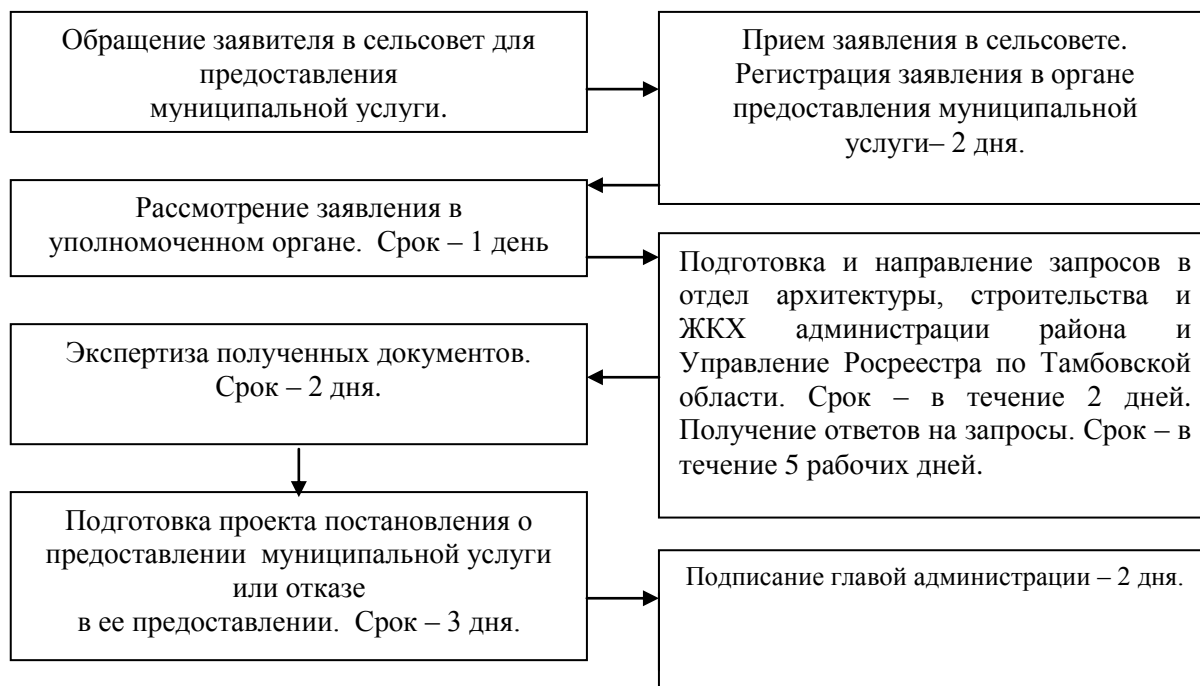 Обращение заявителя в сельсовет для
предоставления
муниципальной услуги.
Прием заявления в сельсовете.
Регистрация заявления в органе
предоставления муниципальной
услуги– 2 дня.
Рассмотрение заявления в
уполномоченном органе. Срок – 1 день
Подготовка и направление запросов в
отдел архитектуры, строительства и
ЖКХ администрации района и
Управление Росреестра по Тамбовской
области. Срок – в течение 2 дней.
Получение ответов на запросы. Срок – в
течение 5 рабочих дней.
Экспертиза полученных документов.
Срок – 2 дня.
Подготовка проекта постановления о
предоставлении муниципальной услуги
или отказе
в ее предоставлении. Срок – 3 дня.
Подписание главой администрации – 2 дня.